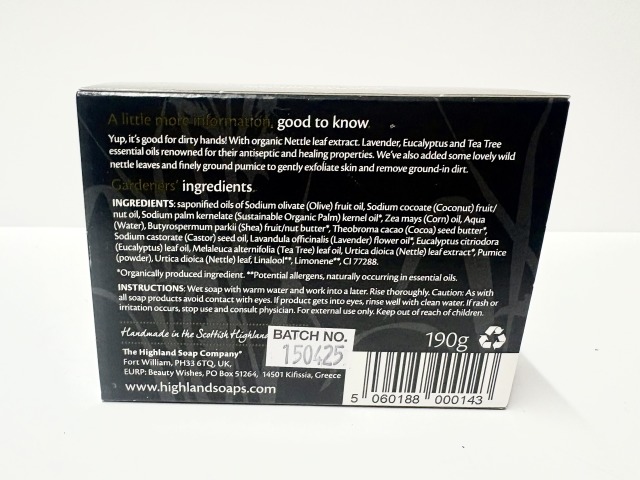 A little more information, good to know
Yup, it's good for dirty hands! With organic Nettle leaf extract. Lavender, Eucalyptus and Tea Tree
essential oils renowned for their antiseptic and healing properties. We've also added some lovely wild
nettle leaves and finely ground pumice to gently exfoliate skin and remove ground-in dirt.
Gardeners' ingredients
INGREDIENTS: saponified oils of Sodium olivate (Olive) fruit oil, Sodium cocoate (Coconut) fruit/
nut oil, Sodium palm kernelate (Sustainable Organic Palm) kernel oil*, Zea mays (Corn) oil, Aqua
(Water), Butyrospermum parkii (Shea) fruit/nut butter*, Theobroma cacao (Cocoa) seed butter*,
Sodium castorate (Castor) seed oil, Lavandula officinalis (Lavender) flower oil*, Eucalyptus citriodora
(Eucalyptus) leaf oil, Melaleuca alternifolia (Tea Tree) leaf oil, Urtica dioica (Nettle) leaf extract*, Pumice
(powder), Urtica dioica (Nettle) leaf, Linalool**, Limonene**, CI 77288.
*Organically produced ingredient. **Potential allergens, naturally occurring in essential oils.
INSTRUCTIONS: Wet soap with warm water and work into a later. Rise thoroughly. Caution: As with
all soap products avoid contact with eyes. If product gets into eyes, rinse well with clean water. If rash or
irritation occurs, stop use and consult physician. For external use only. Keep out of reach of children.
Handmade in the Scottish Highlan
BATCH NO.
150425
190g
The Highland Soap Company®
Fort William, PH33 6TQ, UK.
EURP: Beauty Wishes, PO Box 51264, 14501 Kifissia, Greece
www.highlandsoaps.com
5 060188 000143